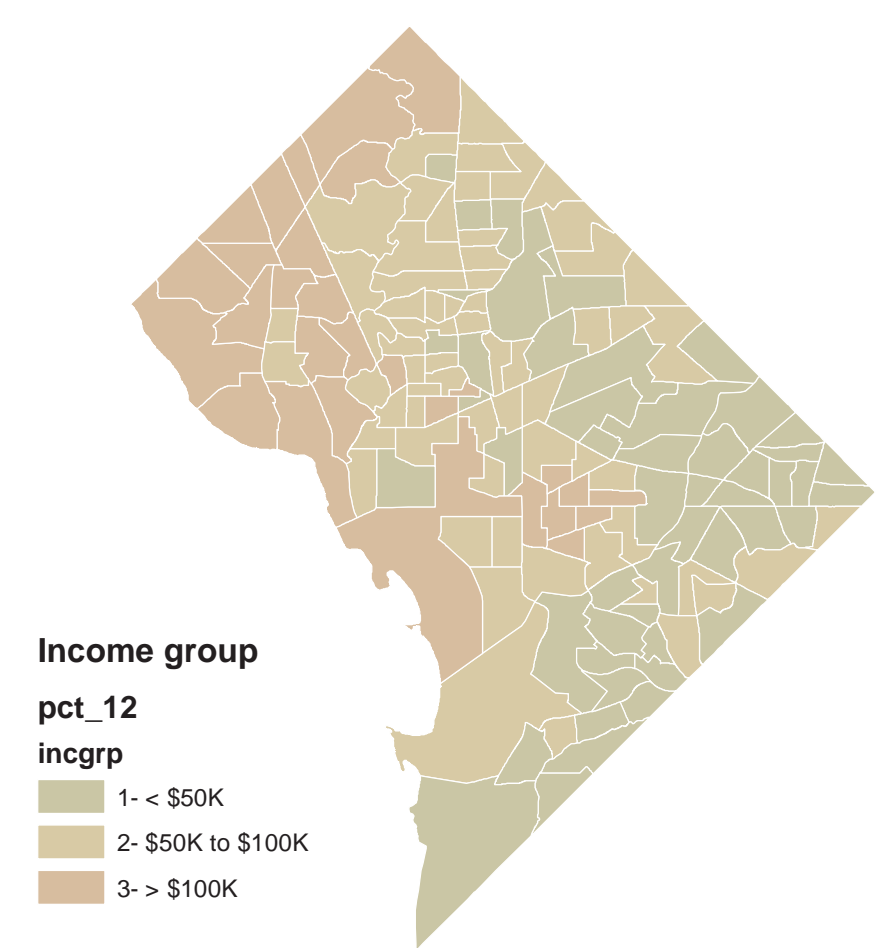 Income group
pct_12
incgrp
1- < $50K
2- $50K to $100K
3- > $100K